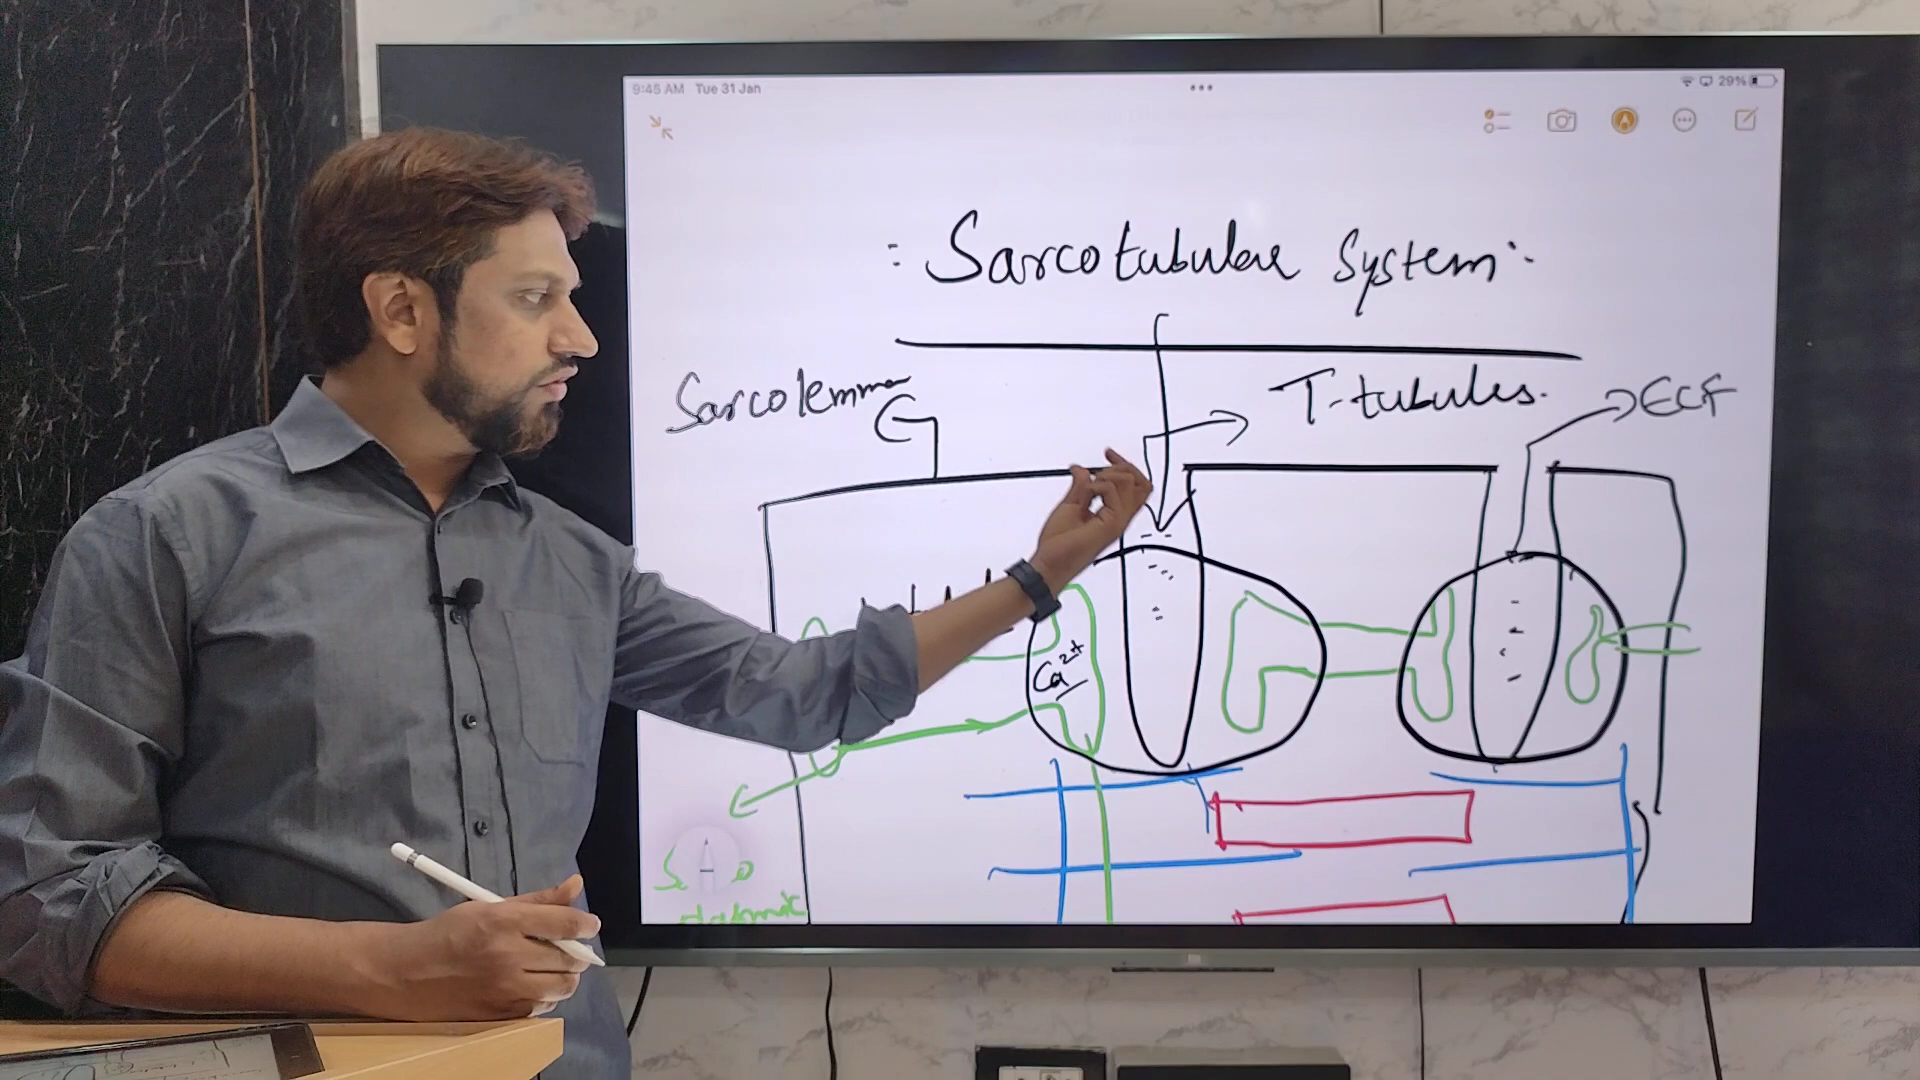 9:45 AM Tue 31 Jan
29%
: Sarcotubular System :
Sarcolemma
T-tubules.
ECF
Ca2+